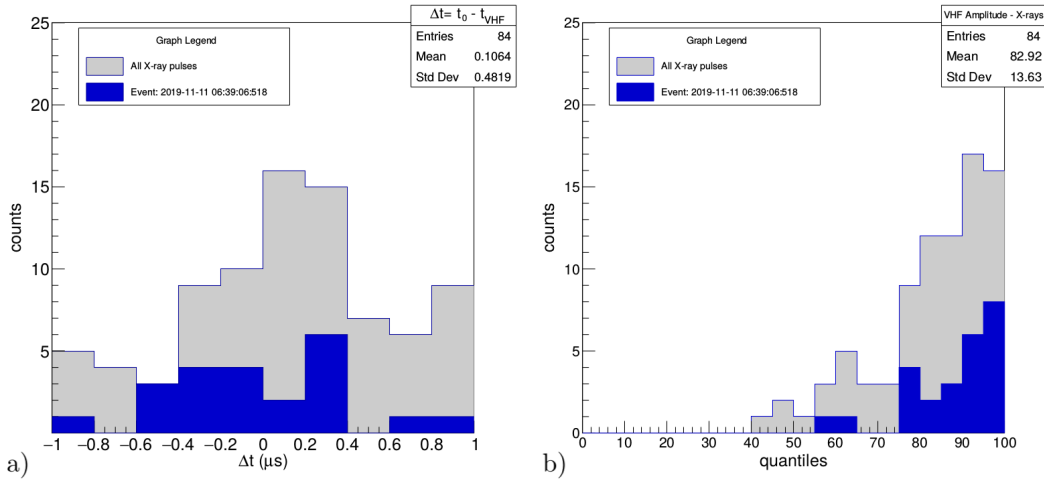 Δt= t0 - tVHF
Entries 84
Mean 0.1064
Std Dev 0.4819
Graph Legend
All X-ray pulses
Event: 2019-11-11 06:39:06:518
25
20
15
10
5
counts
−1 −0.8 −0.6 −0.4 −0.2 0 0.2 0.4 0.6 0.8 1
Δt (μs)
a)
VHF Amplitude - X-rays
Entries 84
Mean 82.92
Std Dev 13.63
Graph Legend
All X-ray pulses
Event: 2019-11-11 06:39:06:518
25
20
15
10
5
0
counts
0 10 20 30 40 50 60 70 80 90 100
quantiles
b)